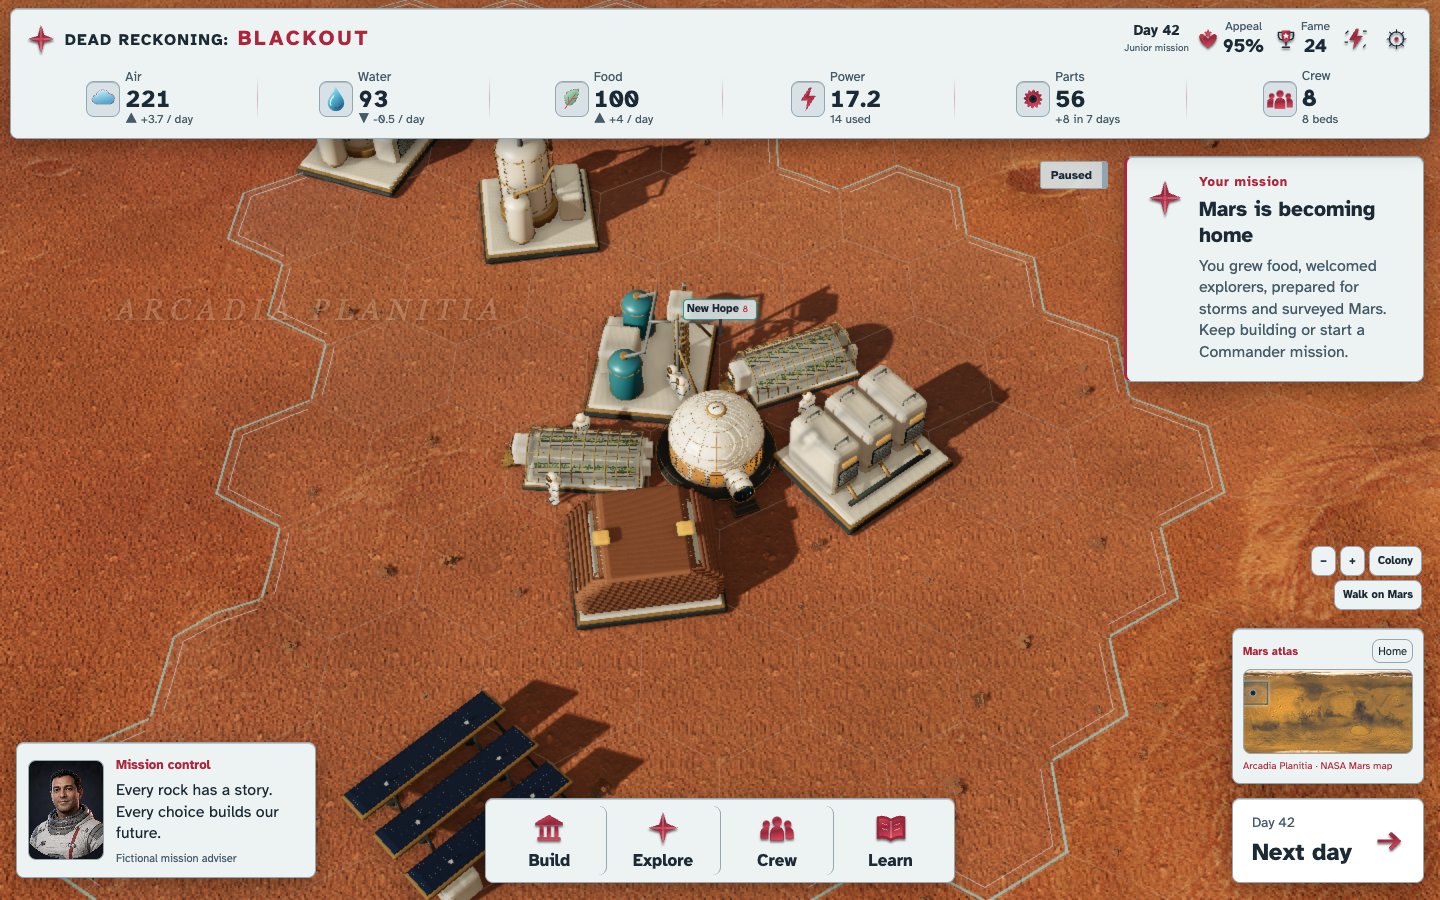 DEAD RECKONING: BLACKOUT
Day 42
Junior mission
Appeal
95%
Fame
24
Air
221
▲ +3.7 / day
Water
93
▼ -0.5 / day
Food
100
▲ +4 / day
Power
17.2
14 used
Parts
56
+8 in 7 days
Crew
8
8 beds
Paused
Your mission
Mars is becoming
home
You grew food, welcomed
explorers, prepared for
storms and surveyed Mars.
Keep building or start a
Commander mission.
ARCADIA PLANITIA
New Hope 8
− + Colony
Walk on Mars
Mars atlas
Home
Arcadia Planitia · NASA Mars map
Mission control
Every rock has a story.
Every choice builds our
future.
Fictional mission adviser
Build
Explore
Crew
Learn
Day 42
Next day